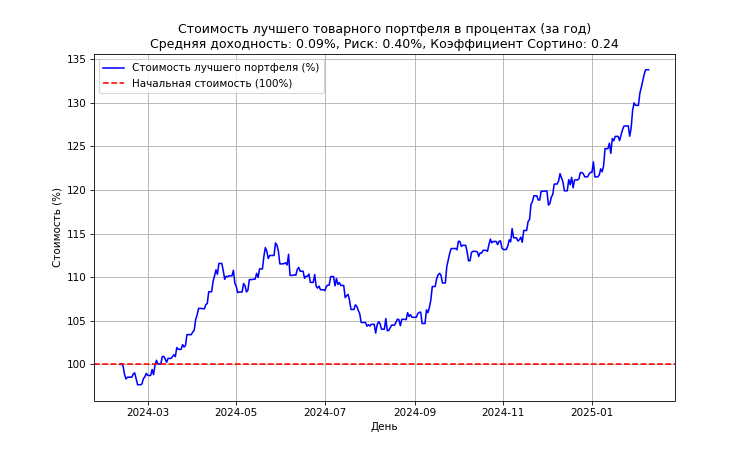 Стоимость лучшего товарного портфеля в процентах (за год)
Средняя доходность: 0.09%, Риск: 0.40%, Коэффициент Сортино: 0.24
Стоимость лучшего портфеля (%)
Начальная стоимость (100%)
Стоимость (%)
135
130
125
120
115
110
105
100
2024-03 2024-05 2024-07 2024-09 2024-11 2025-01
День